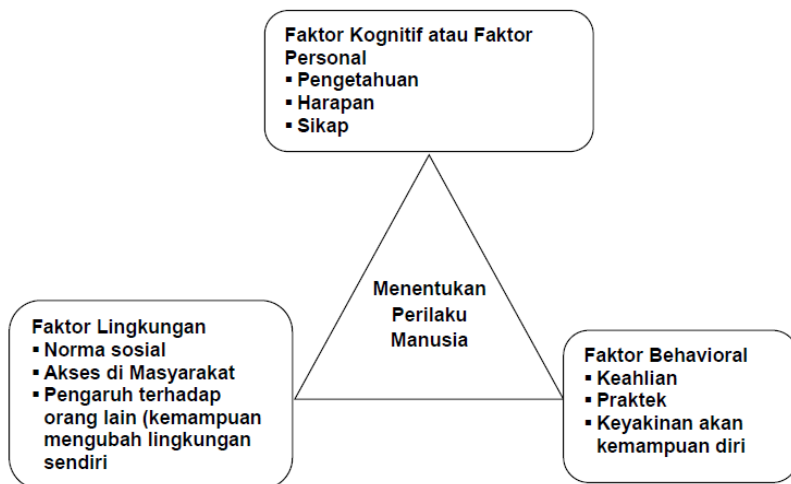 Faktor Kognitif atau Faktor
Personal
▪ Pengetahuan
▪ Harapan
▪ Sikap
Menentukan
Perilaku
Manusia
Faktor Lingkungan
▪ Norma sosial
▪ Akses di Masyarakat
▪ Pengaruh terhadap
orang lain (kemampuan
mengubah lingkungan
sendiri
Faktor Behavioral
▪ Keahlian
▪ Praktek
▪ Keyakinan akan
kemampuan diri